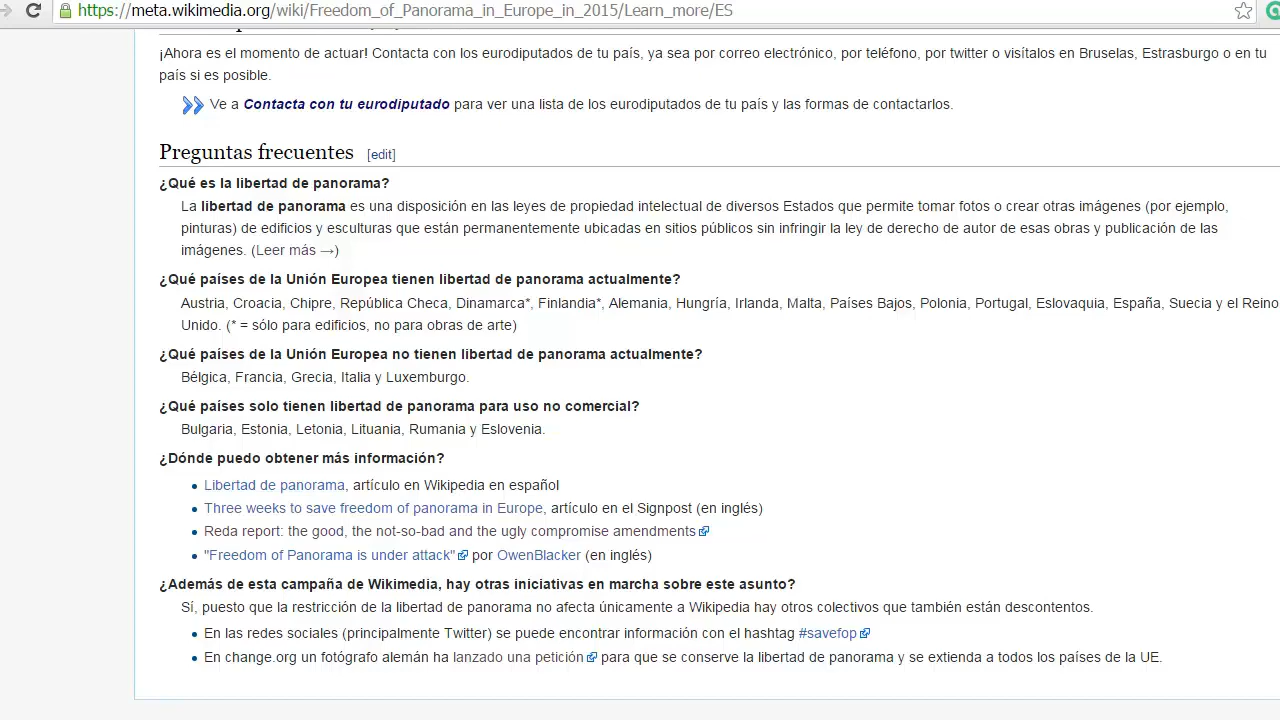 https://meta.wikimedia.org/wiki/Freedom_of_Panorama_in_Europe_in_2015/Learn_more/ES
¡Ahora es el momento de actuar! Contacta con los eurodiputados de tu país, ya sea por correo electrónico, por teléfono, por twitter o visítalos en Bruselas, Estrasburgo o en tu
país si es posible.
Ve a Contacta con tu eurodiputado para ver una lista de los eurodiputados de tu país y las formas de contactarlos.
Preguntas frecuentes [edit]
¿Qué es la libertad de panorama?
La libertad de panorama es una disposición en las leyes de propiedad intelectual de diversos Estados que permite tomar fotos o crear otras imágenes (por ejemplo,
pinturas) de edificios y esculturas que están permanentemente ubicadas en sitios públicos sin infringir la ley de derecho de autor de esas obras y publicación de las
imágenes. (Leer más →)
¿Qué países de la Unión Europea tienen libertad de panorama actualmente?
Austria, Croacia, Chipre, República Checa, Dinamarca*, Finlandia*, Alemania, Hungría, Irlanda, Malta, Países Bajos, Polonia, Portugal, Eslovaquia, España, Suecia y el Reino
Unido. (* = sólo para edificios, no para obras de arte)
¿Qué países de la Unión Europea no tienen libertad de panorama actualmente?
Bélgica, Francia, Grecia, Italia y Luxemburgo.
¿Qué países solo tienen libertad de panorama para uso no comercial?
Bulgaria, Estonia, Letonia, Lituania, Rumania y Eslovenia.
¿Dónde puedo obtener más información?
• Libertad de panorama, artículo en Wikipedia en español
• Three weeks to save freedom of panorama in Europe, artículo en el Signpost (en inglés)
• Reda report: the good, the not-so-bad and the ugly compromise amendments
• "Freedom of Panorama is under attack" por OwenBlacker (en inglés)
¿Además de esta campaña de Wikimedia, hay otras iniciativas en marcha sobre este asunto?
Sí, puesto que la restricción de la libertad de panorama no afecta únicamente a Wikipedia hay otros colectivos que también están descontentos.
• En las redes sociales (principalmente Twitter) se puede encontrar información con el hashtag #savefop
• En change.org un fotógrafo alemán ha lanzado una petición para que se conserve la libertad de panorama y se extienda a todos los países de la UE.